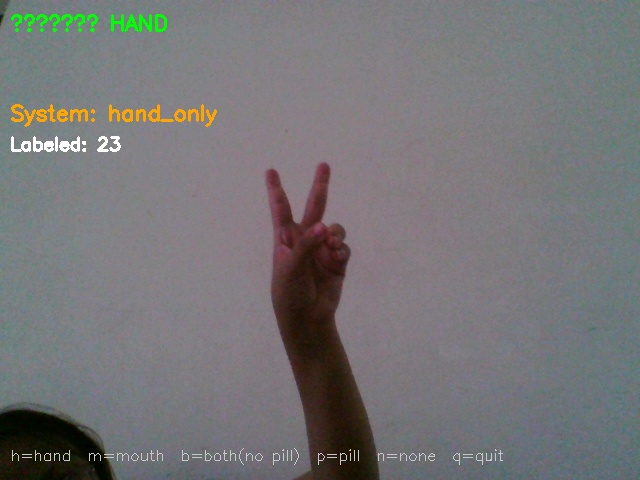 ??????? HAND
System: hand_only
Labeled: 23
h=hand m=mouth b=both(no pill) p=pill n=none q=quit